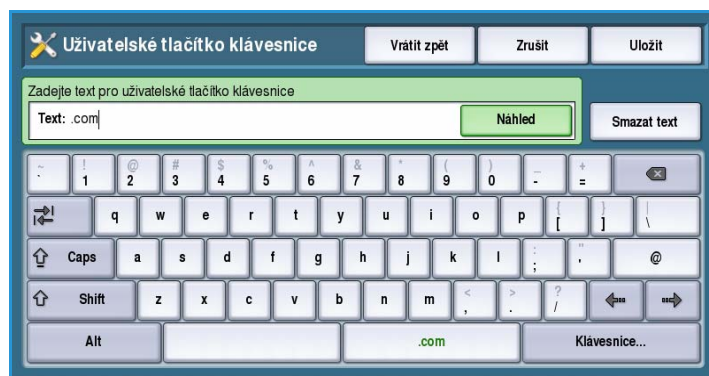 Uživatelské tlačítko klávesnice Vrátit zpět Zrušit Uložit
Zadejte text pro uživatelské tlačítko klávesnice
Text: .com Náhled Smazat text
~ ! @ # $ % ^ & * ( ) _ +
` 1 2 3 4 5 6 7 8 9 0 - =
q w e r t y u i o p { [ } ] | \
Caps a s d f g h j k l : ; " ' @
Shift z x c v b n m < , > . ? /
Alt .com Klávesnice...